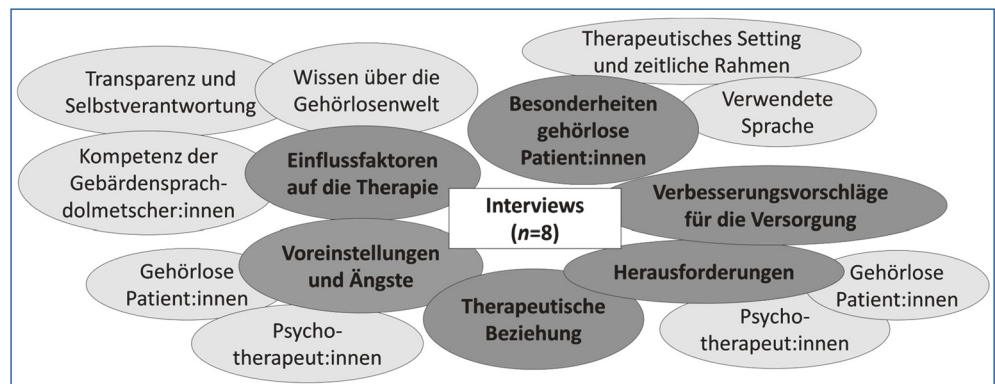 Therapeutisches Setting
und zeitliche Rahmen
Transparenz und
Selbstverantwortung
Wissen über die
Gehörlosenwelt
Besonderheiten
gehörlose
Patient:innen
Verwendete
Sprache
Kompetenz der
Gebärdensprach-
dolmetscher:innen
Einflussfaktoren
auf die Therapie
Interviews
(n=8)
Verbesserungsvorschläge
für die Versorgung
Voreinstellungen
und Ängste
Gehörlose
Patient:innen
Psycho-
therapeut:innen
Therapeutische
Beziehung
Herausforderungen
Gehörlose
Patient:innen
Psycho-
therapeut:innen